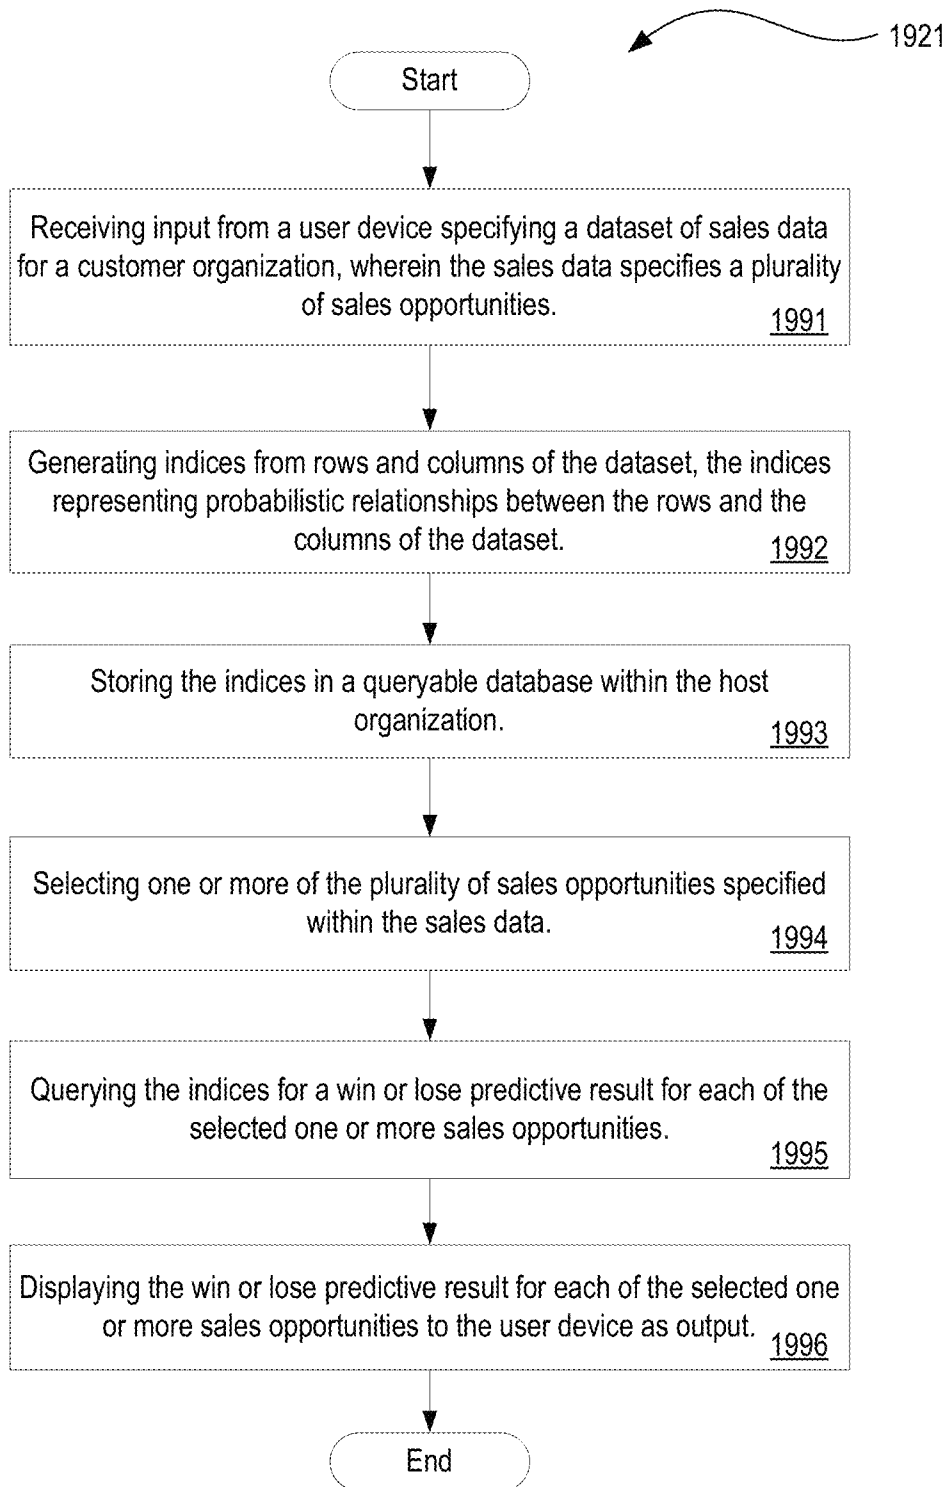 1921
Start
Receiving input from a user device specifying a dataset of sales data
for a customer organization, wherein the sales data specifies a plurality
of sales opportunities.
1991
Generating indices from rows and columns of the dataset, the indices
representing probabilistic relationships between the rows and the
columns of the dataset.
1992
Storing the indices in a queryable database within the host
organization.
1993
Selecting one or more of the plurality of sales opportunities specified
within the sales data.
1994
Querying the indices for a win or lose predictive result for each of the
selected one or more sales opportunities.
1995
Displaying the win or lose predictive result for each of the selected one
or more sales opportunities to the user device as output.
1996
End